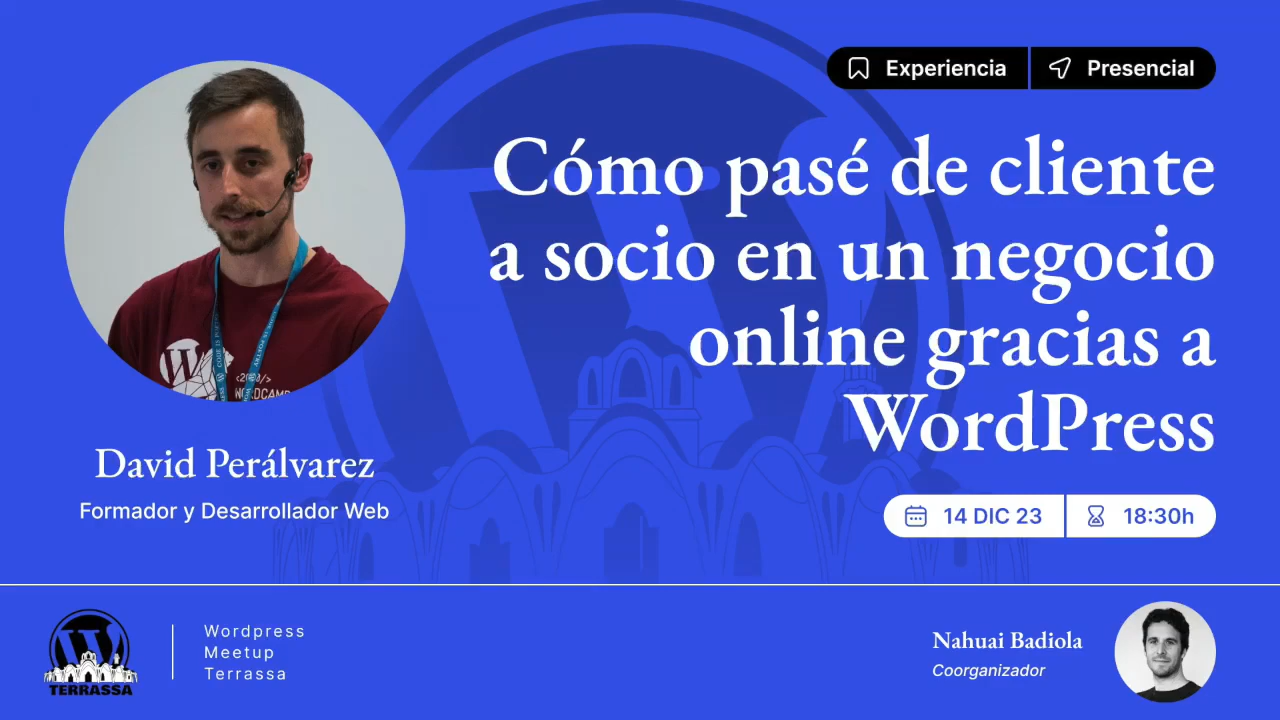 Experiencia
Presencial
Cómo pasé de cliente
a socio en un negocio
online gracias a
WordPress
David Perálvarez
Formador y Desarrollador Web
14 DIC 23
18:30h
TERRASSA
Wordpress
Meetup
Terrassa
Nahuai Badiola
Coorganizador